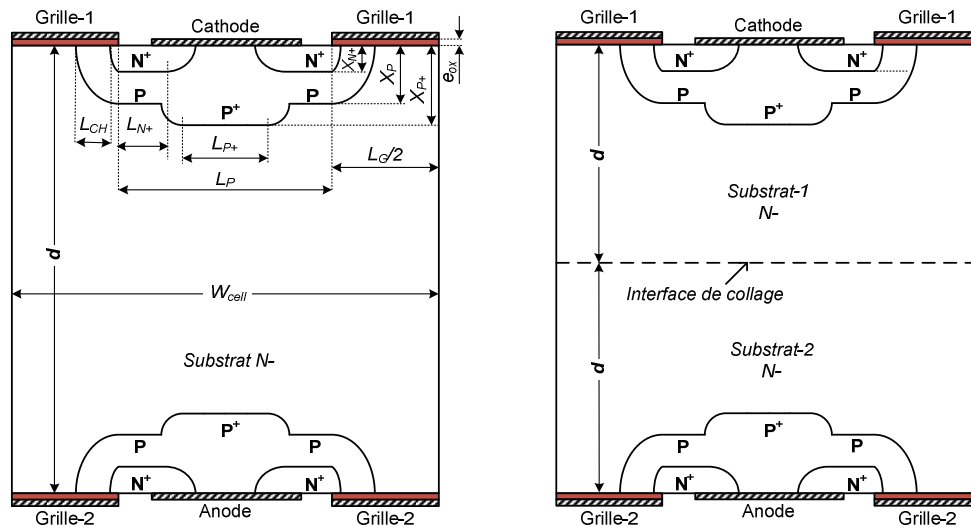 Grille-1 Cathode Grille-1
N+ N+
P P+ P
XN+ XP XP+ eox
LCH LN+ LP+ LG/2
LP
d
Wcell
Substrat N-
P P+ P
N+ N+
Grille-2 Anode Grille-2
Grille-1 Cathode Grille-1
N+ N+
P P+ P
d
Substrat-1
N-
Interface de collage
Substrat-2
N-
d
P P+ P
N+ N+
Grille-2 Anode Grille-2